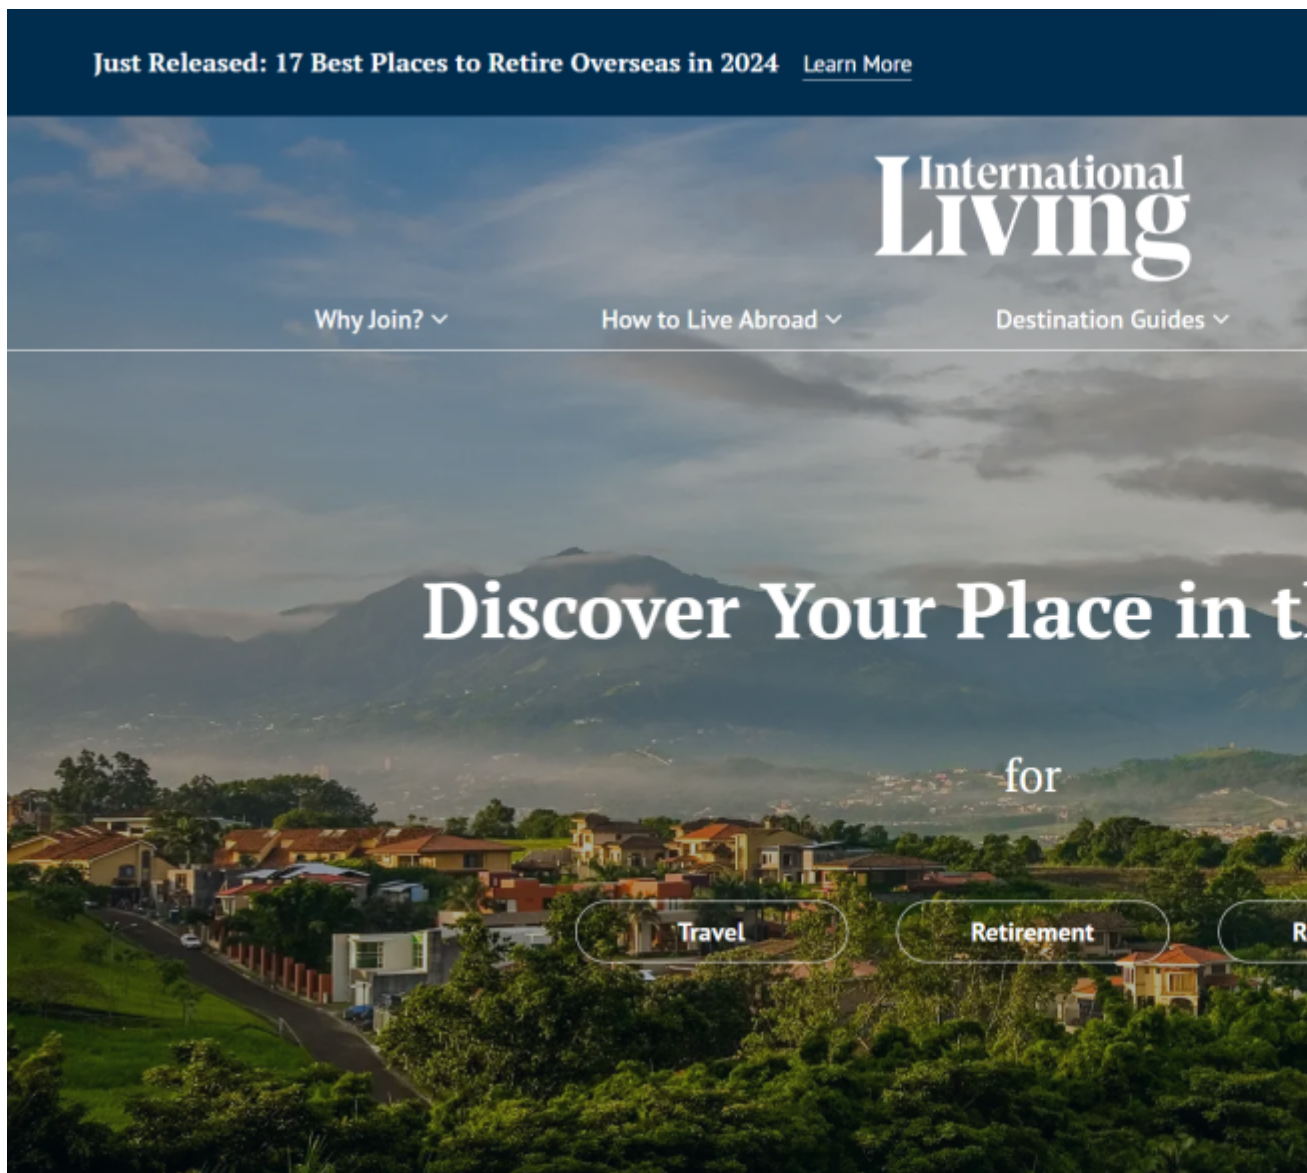 Just Released: 17 Best Places to Retire Overseas in 2024 Learn More
International
Living
Why Join? How to Live Abroad Destination Guides
Discover Your Place in th
for
Travel Retirement R